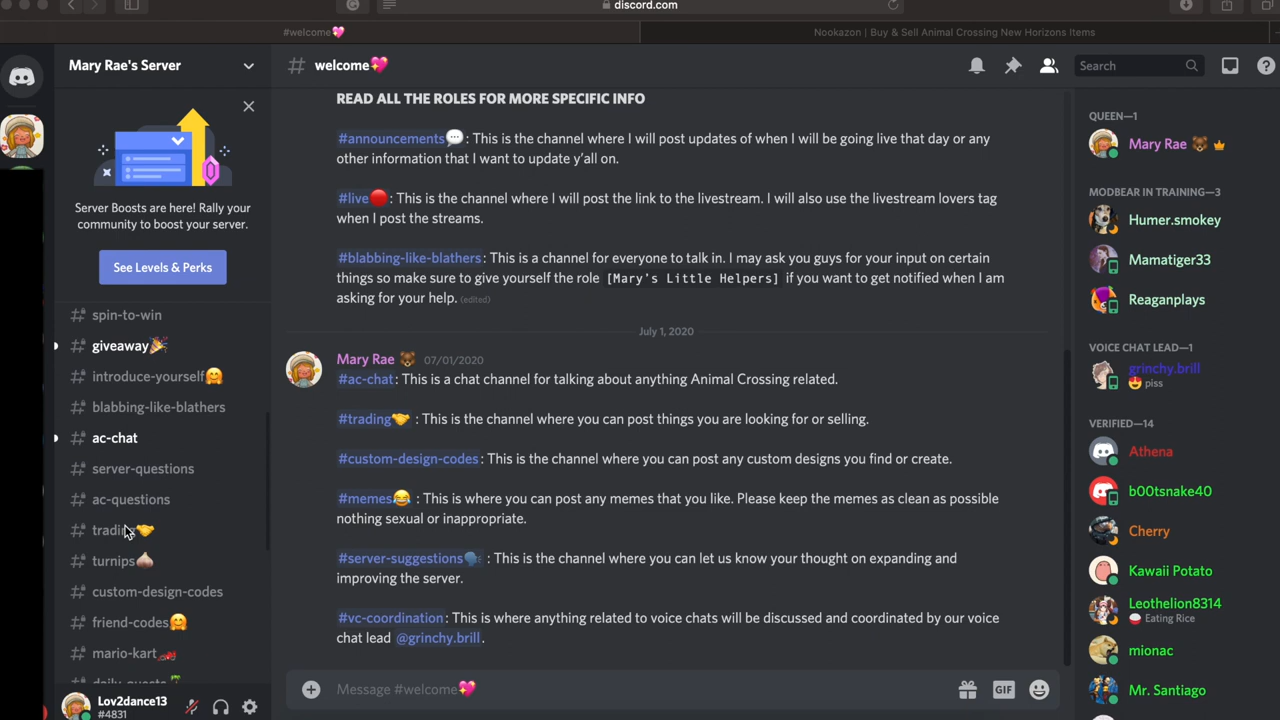 discord.com
#welcome💖
Nookazon | Buy & Sell Animal Crossing New Horizons Items
Mary Rae's Server
# welcome💖
Search
Server Boosts are here! Rally your
community to boost your server.
See Levels & Perks
spin-to-win
giveaway🎉
introduce-yourself🤗
blabbing-like-blathers
ac-chat
server-questions
ac-questions
trading🤝
turnips🧄
custom-design-codes
friend-codes🤗
mario-kart🏎️
daily-quests🌴
Lov2dance13
#4831
READ ALL THE ROLES FOR MORE SPECIFIC INFO
#announcements💬: This is the channel where I will post updates of when I will be going live that day or any
other information that I want to update y'all on.
#live🔴: This is the channel where I will post the link to the livestream. I will also use the livestream lovers tag
when I post the streams.
#blabbing-like-blathers: This is a channel for everyone to talk in. I may ask you guys for your input on certain
things so make sure to give yourself the role [Mary's Little Helpers] if you want to get notified when I am
asking for your help. (edited)
July 1, 2020
Mary Rae 🐻 07/01/2020
#ac-chat: This is a chat channel for talking about anything Animal Crossing related.
#trading🤝 : This is the channel where you can post things you are looking for or selling.
#custom-design-codes: This is the channel where you can post any custom designs you find or create.
#memes😂 : This is where you can post any memes that you like. Please keep the memes as clean as possible
nothing sexual or inappropriate.
#server-suggestions🗣️ : This is the channel where you can let us know your thought on expanding and
improving the server.
#vc-coordination: This is where anything related to voice chats will be discussed and coordinated by our voice
chat lead @grinchy.brill.
Message #welcome💖
GIF
QUEEN—1
Mary Rae 🐻
MODBEAR IN TRAINING—3
Humer.smokey
Mamatiger33
Reaganplays
VOICE CHAT LEAD—1
grinchy.brill
😍 piss
VERIFIED—14
Athena
b00tsnake40
Cherry
Kawaii Potato
Leothelion8314
🍚 Eating Rice
mionac
Mr. Santiago